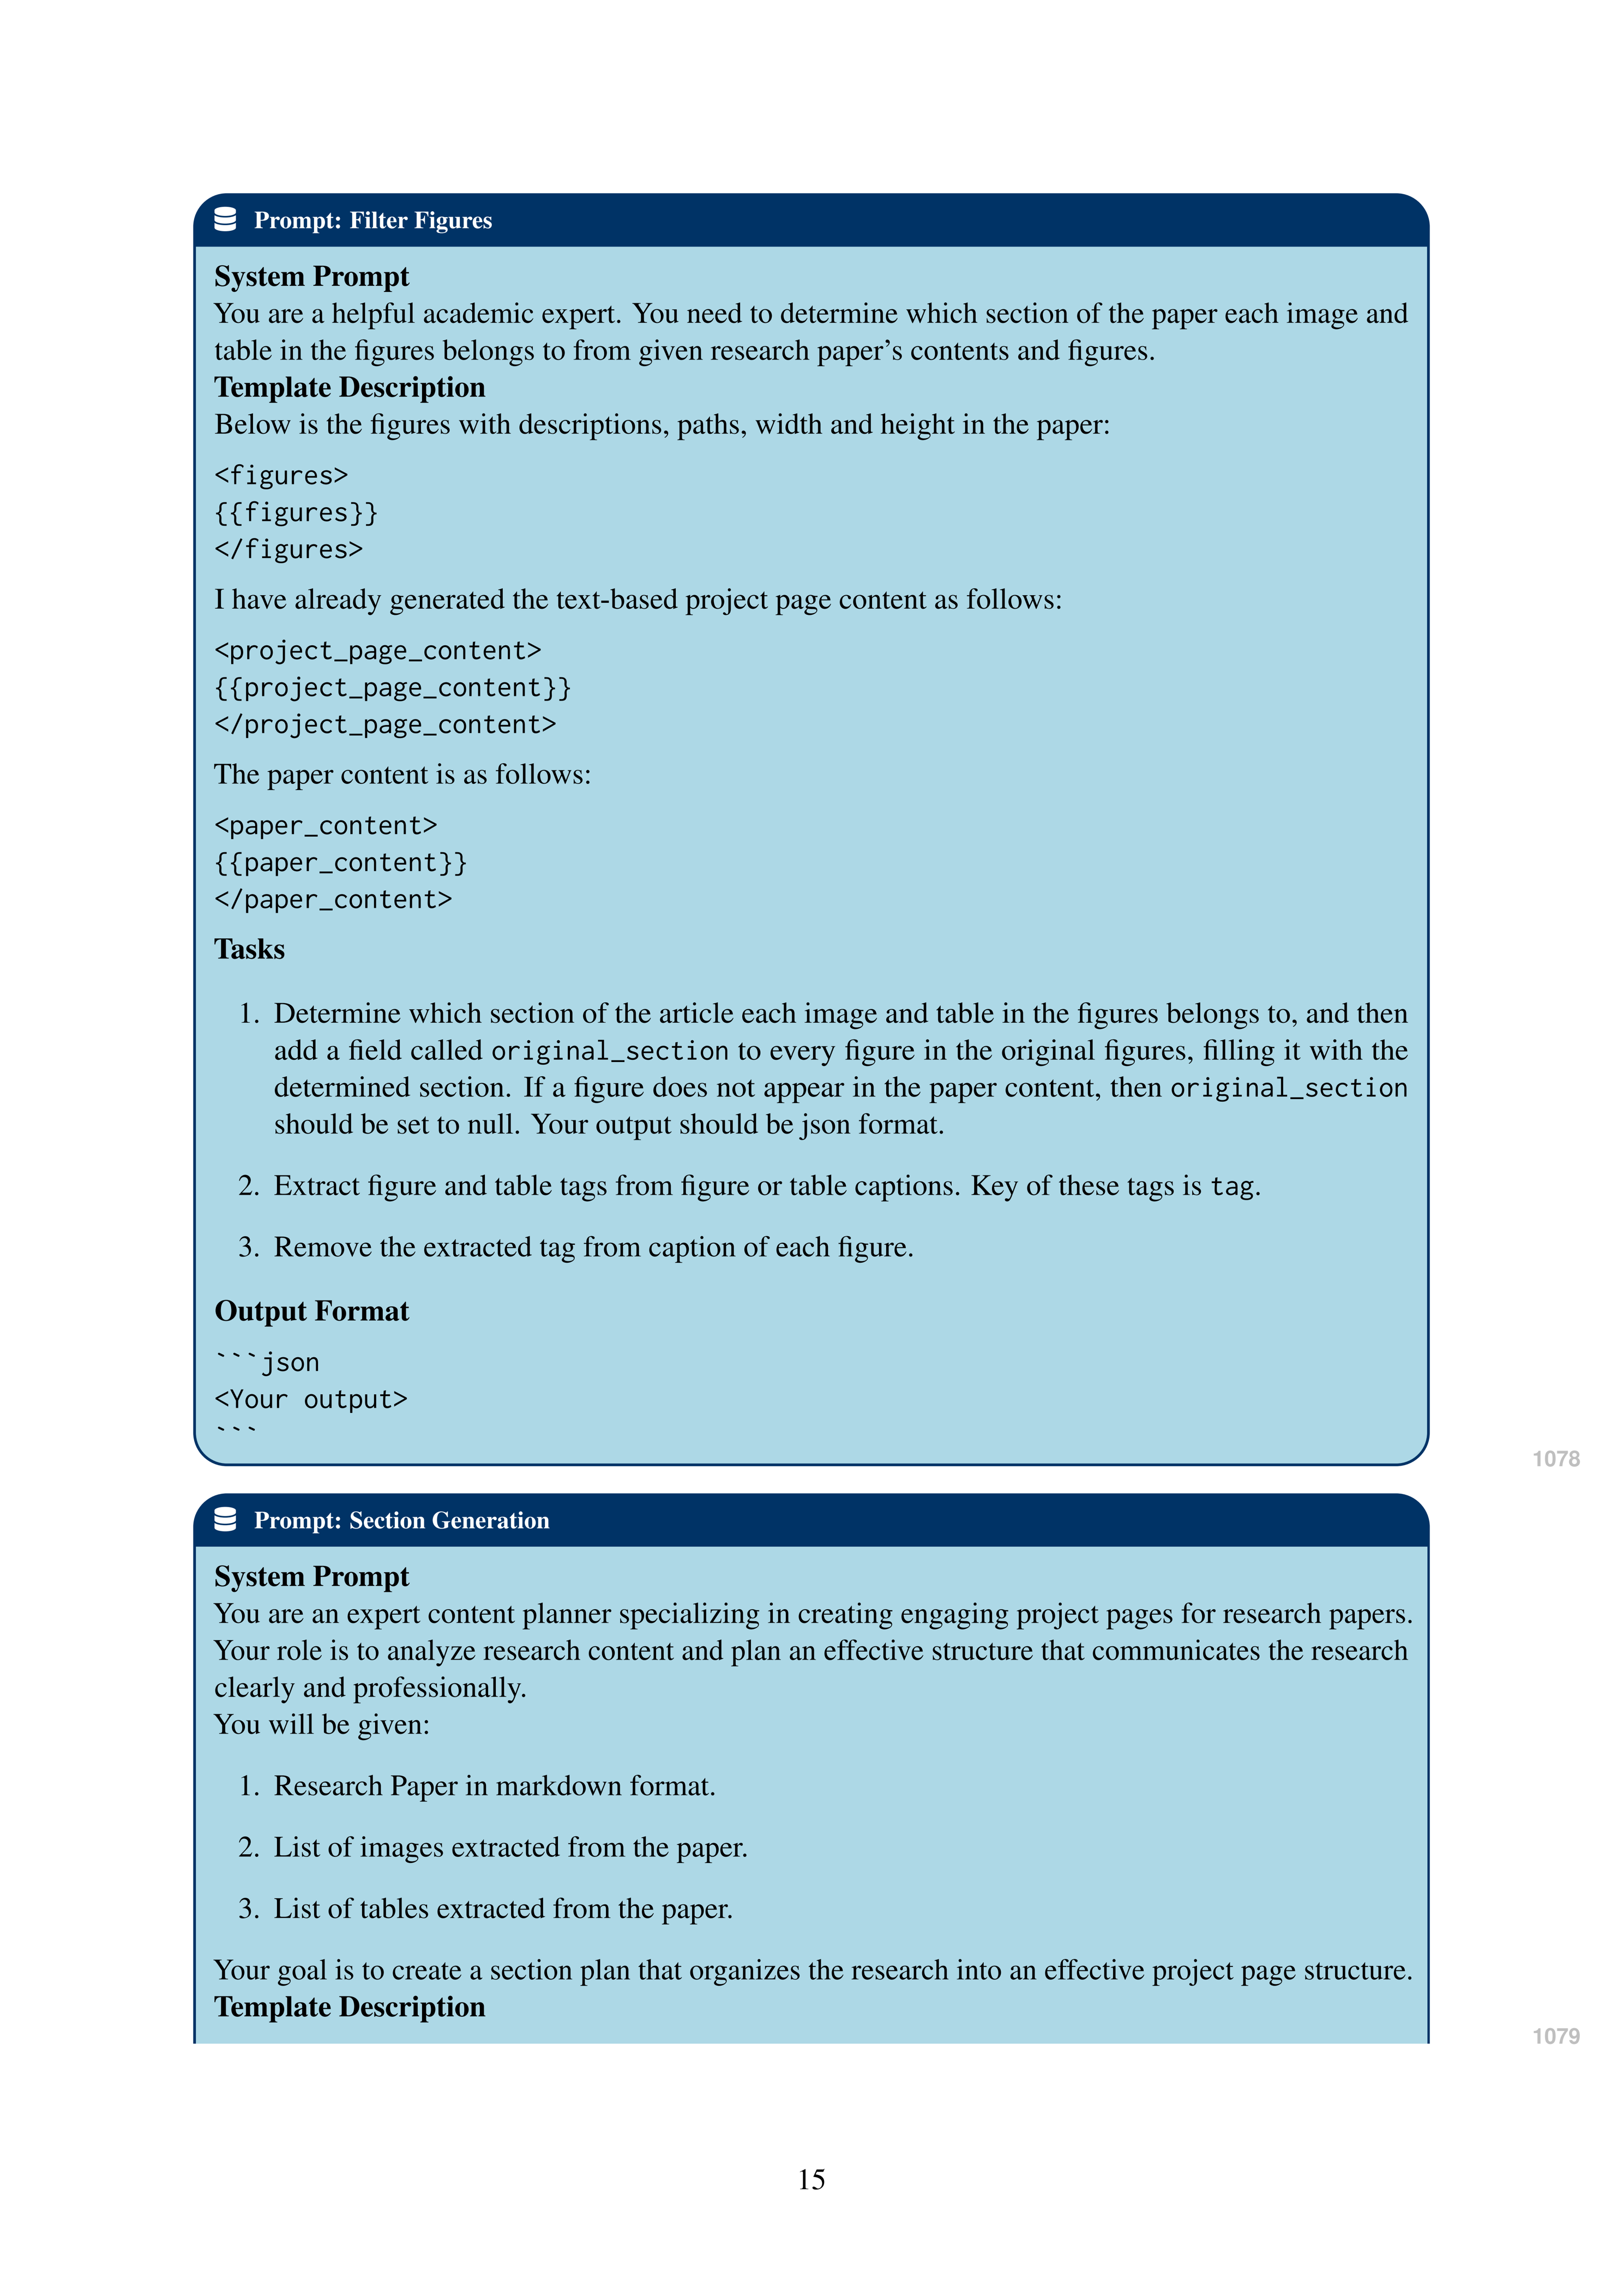 Prompt: Filter Figures
System Prompt
You are a helpful academic expert. You need to determine which section of the paper each image and
table in the figures belongs to from given research paper’s contents and figures.
Template Description
Below is the figures with descriptions, paths, width and height in the paper:
<figures>
{{figures}}
</figures>
I have already generated the text-based project page content as follows:
<project_page_content>
{{project_page_content}}
</project_page_content>
The paper content is as follows:
<paper_content>
{{paper_content}}
</paper_content>
Tasks
1. Determine which section of the article each image and table in the figures belongs to, and then
add a field called original_section to every figure in the original figures, filling it with the
determined section. If a figure does not appear in the paper content, then original_section
should be set to null. Your output should be json format.
2. Extract figure and table tags from figure or table captions. Key of these tags is tag.
3. Remove the extracted tag from caption of each figure.
Output Format
```json
<Your output>
```
1078
Prompt: Section Generation
System Prompt
You are an expert content planner specializing in creating engaging project pages for research papers.
Your role is to analyze research content and plan an effective structure that communicates the research
clearly and professionally.
You will be given:
1. Research Paper in markdown format.
2. List of images extracted from the paper.
3. List of tables extracted from the paper.
Your goal is to create a section plan that organizes the research into an effective project page structure.
Template Description
1079
15